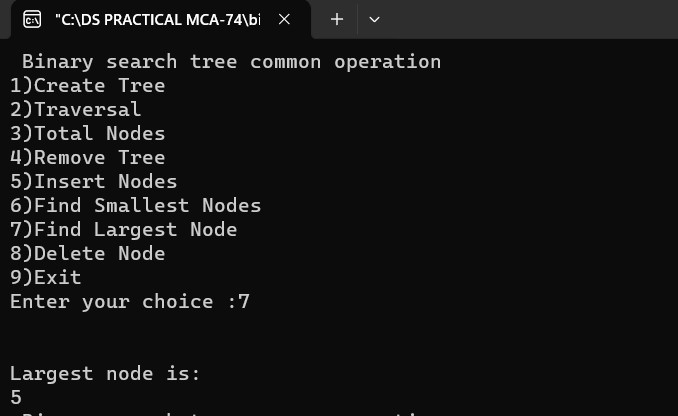 "C:\DS PRACTICAL MCA-74\bi
Binary search tree common operation
1)Create Tree
2)Traversal
3)Total Nodes
4)Remove Tree
5)Insert Nodes
6)Find Smallest Nodes
7)Find Largest Node
8)Delete Node
9)Exit
Enter your choice :7
Largest node is:
5